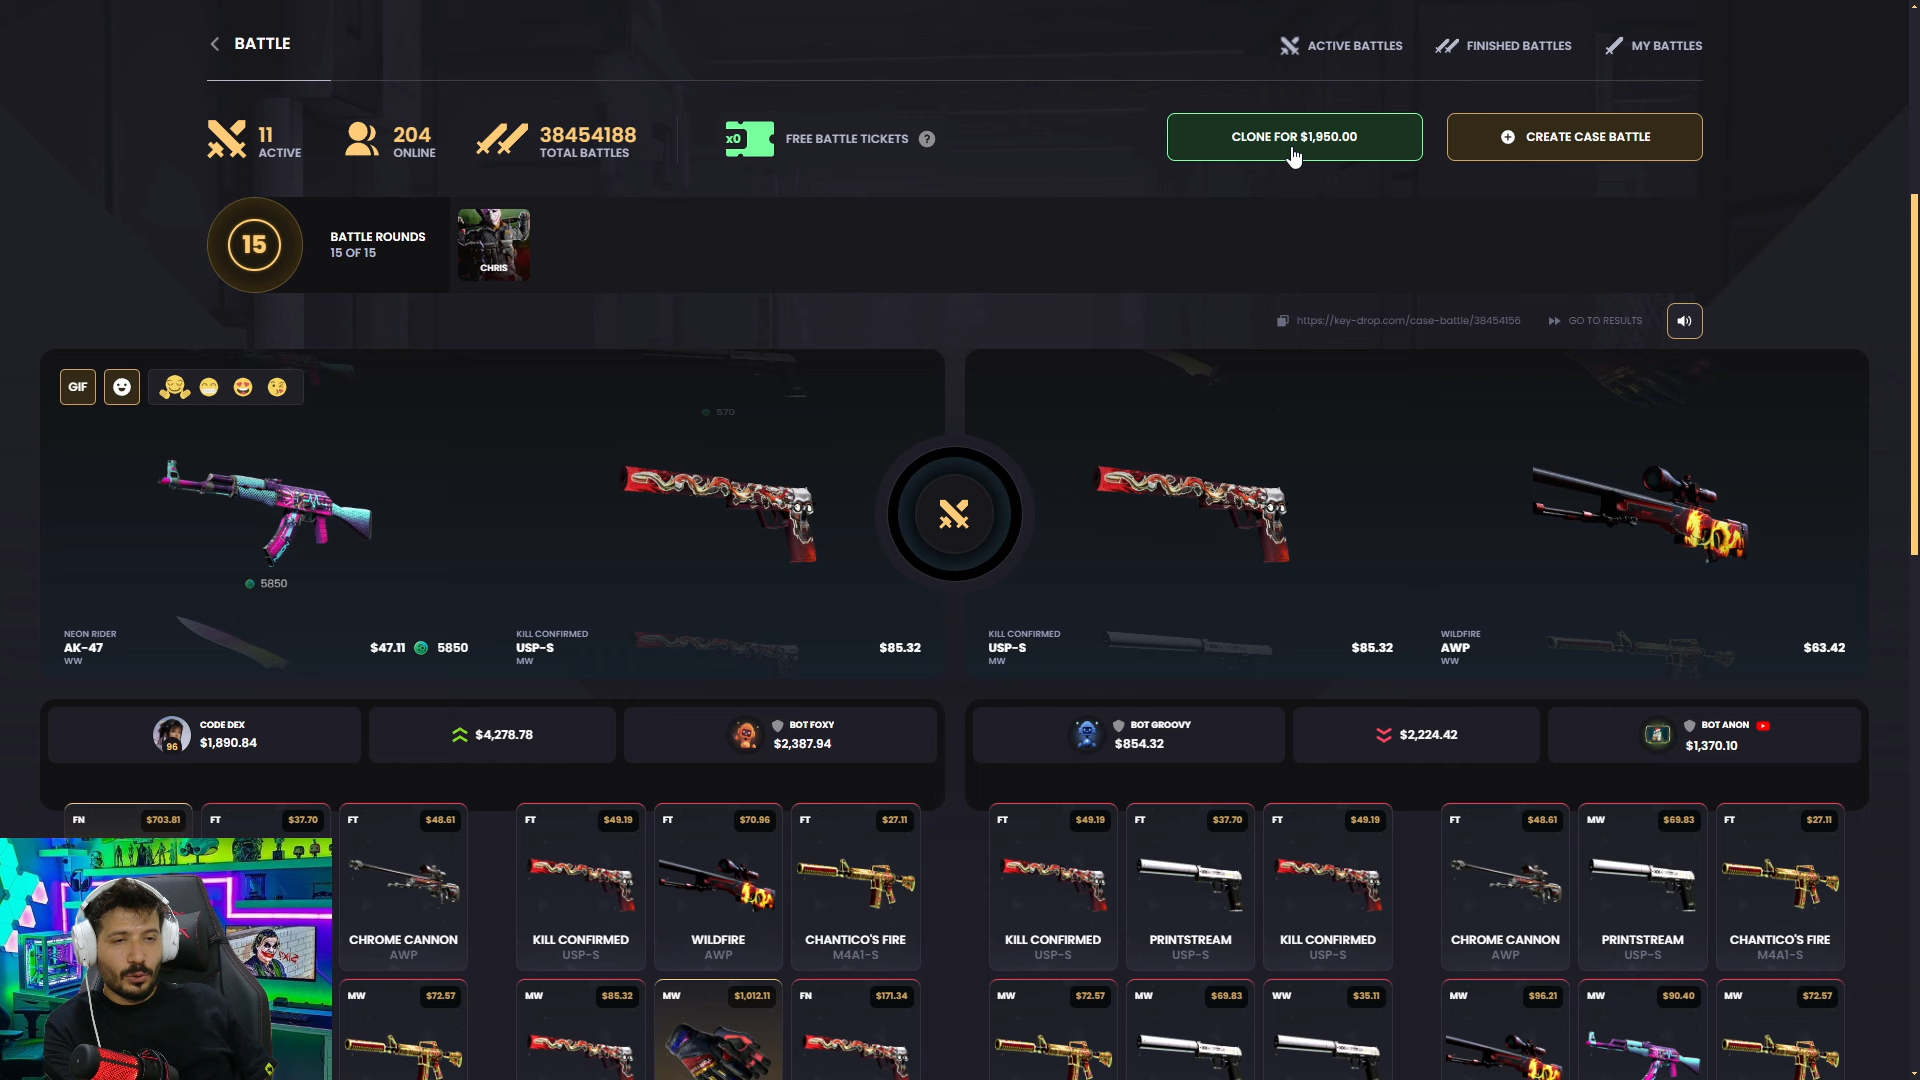 BATTLE
ACTIVE BATTLES
FINISHED BATTLES
MY BATTLES
11
ACTIVE
204
ONLINE
38454188
TOTAL BATTLES
x0
FREE BATTLE TICKETS
?
CLONE FOR $1,950.00
CREATE CASE BATTLE
15
BATTLE ROUNDS
15 OF 15
CHRIS
https://key-drop.com/case-battle/38454156
GO TO RESULTS
GIF
570
5850
NEON RIDER
AK-47
WW
$47.11
5850
KILL CONFIRMED
USP-S
MW
$85.32
KILL CONFIRMED
USP-S
MW
$85.32
WILDFIRE
AWP
WW
$63.42
96
CODE DEX
$1,890.84
$4,278.78
BOT FOXY
$2,387.94
BOT GROOVY
$854.32
$2,224.42
BOT ANON
$1,370.10
FN $703.81
FT $37.70
FT $48.61
FT $49.19
FT $70.96
FT $27.11
FT $49.19
FT $37.70
FT $49.19
FT $48.61
MW $69.83
FT $27.11
CHROME CANNON
AWP
KILL CONFIRMED
USP-S
WILDFIRE
AWP
CHANTICO'S FIRE
M4A1-S
KILL CONFIRMED
USP-S
PRINTSTREAM
USP-S
KILL CONFIRMED
USP-S
CHROME CANNON
AWP
PRINTSTREAM
USP-S
CHANTICO'S FIRE
M4A1-S
MW $72.57
MW $85.32
MW $1,012.11
FN $171.34
MW $72.57
MW $69.83
WW $35.11
MW $96.21
MW $90.40
MW $72.57